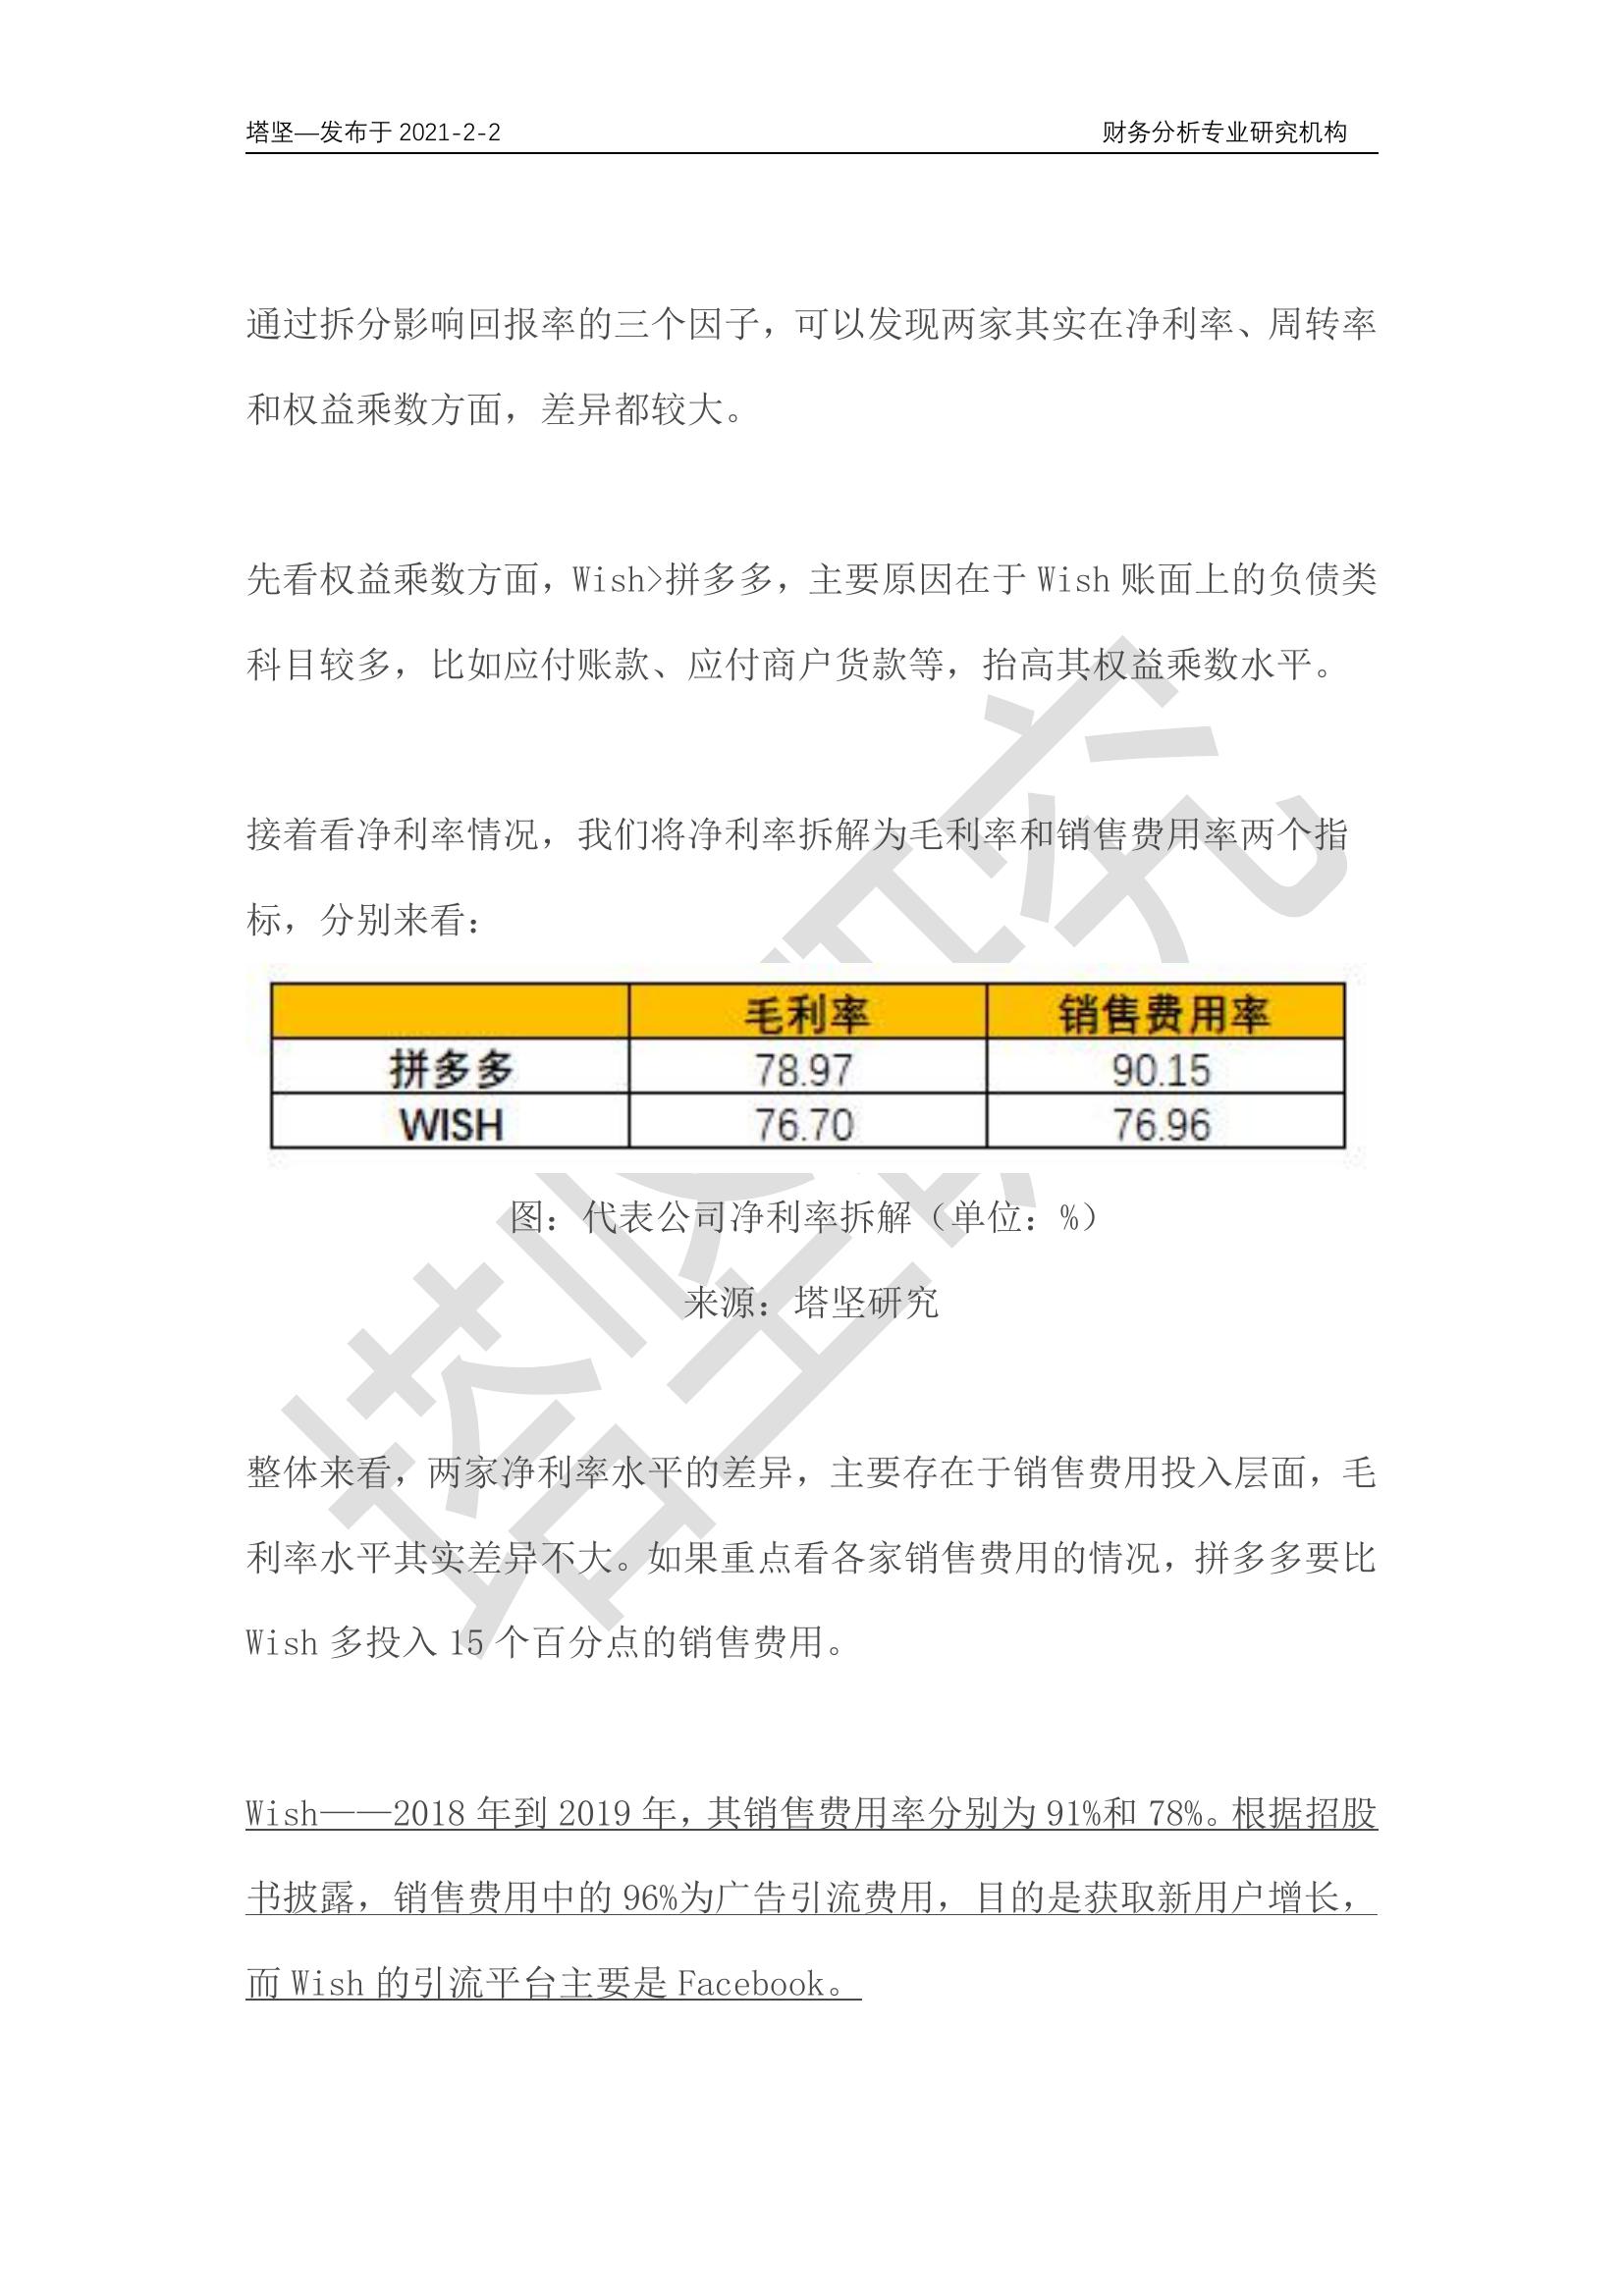 塔坚—发布于 2021-2-2 财务分析专业研究机构
通过拆分影响回报率的三个因子，可以发现两家其实在净利率、周转率
和权益乘数方面，差异都较大。
先看权益乘数方面，Wish>拼多多，主要原因在于 Wish 账面上的负债类
科目较多，比如应付账款、应付商户货款等，抬高其权益乘数水平。
接着看净利率情况，我们将净利率拆解为毛利率和销售费用率两个指
标，分别来看：
毛利率 销售费用率
拼多多 78.97 90.15
WISH 76.70 76.96
图：代表公司净利率拆解（单位：%）
来源：塔坚研究
整体来看，两家净利率水平的差异，主要存在于销售费用投入层面，毛
利率水平其实差异不大。如果重点看各家销售费用的情况，拼多多要比
Wish 多投入 15 个百分点的销售费用。
Wish——2018 年到 2019 年，其销售费用率分别为 91%和 78%。根据招股
书披露，销售费用中的 96%为广告引流费用，目的是获取新用户增长，
而 Wish 的引流平台主要是 Facebook。
塔坚研究